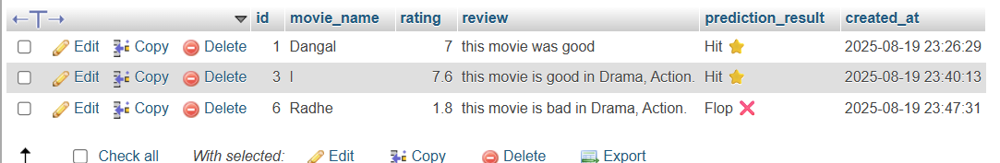 id movie_name rating review prediction_result created_at
Edit Copy Delete 1 Dangal 7 this movie was good Hit ⭐ 2025-08-19 23:26:29
Edit Copy Delete 3 I 7.6 this movie is good in Drama, Action. Hit ⭐ 2025-08-19 23:40:13
Edit Copy Delete 6 Radhe 1.8 this movie is bad in Drama, Action. Flop ❌ 2025-08-19 23:47:31
Check all With selected: Edit Copy Delete Export